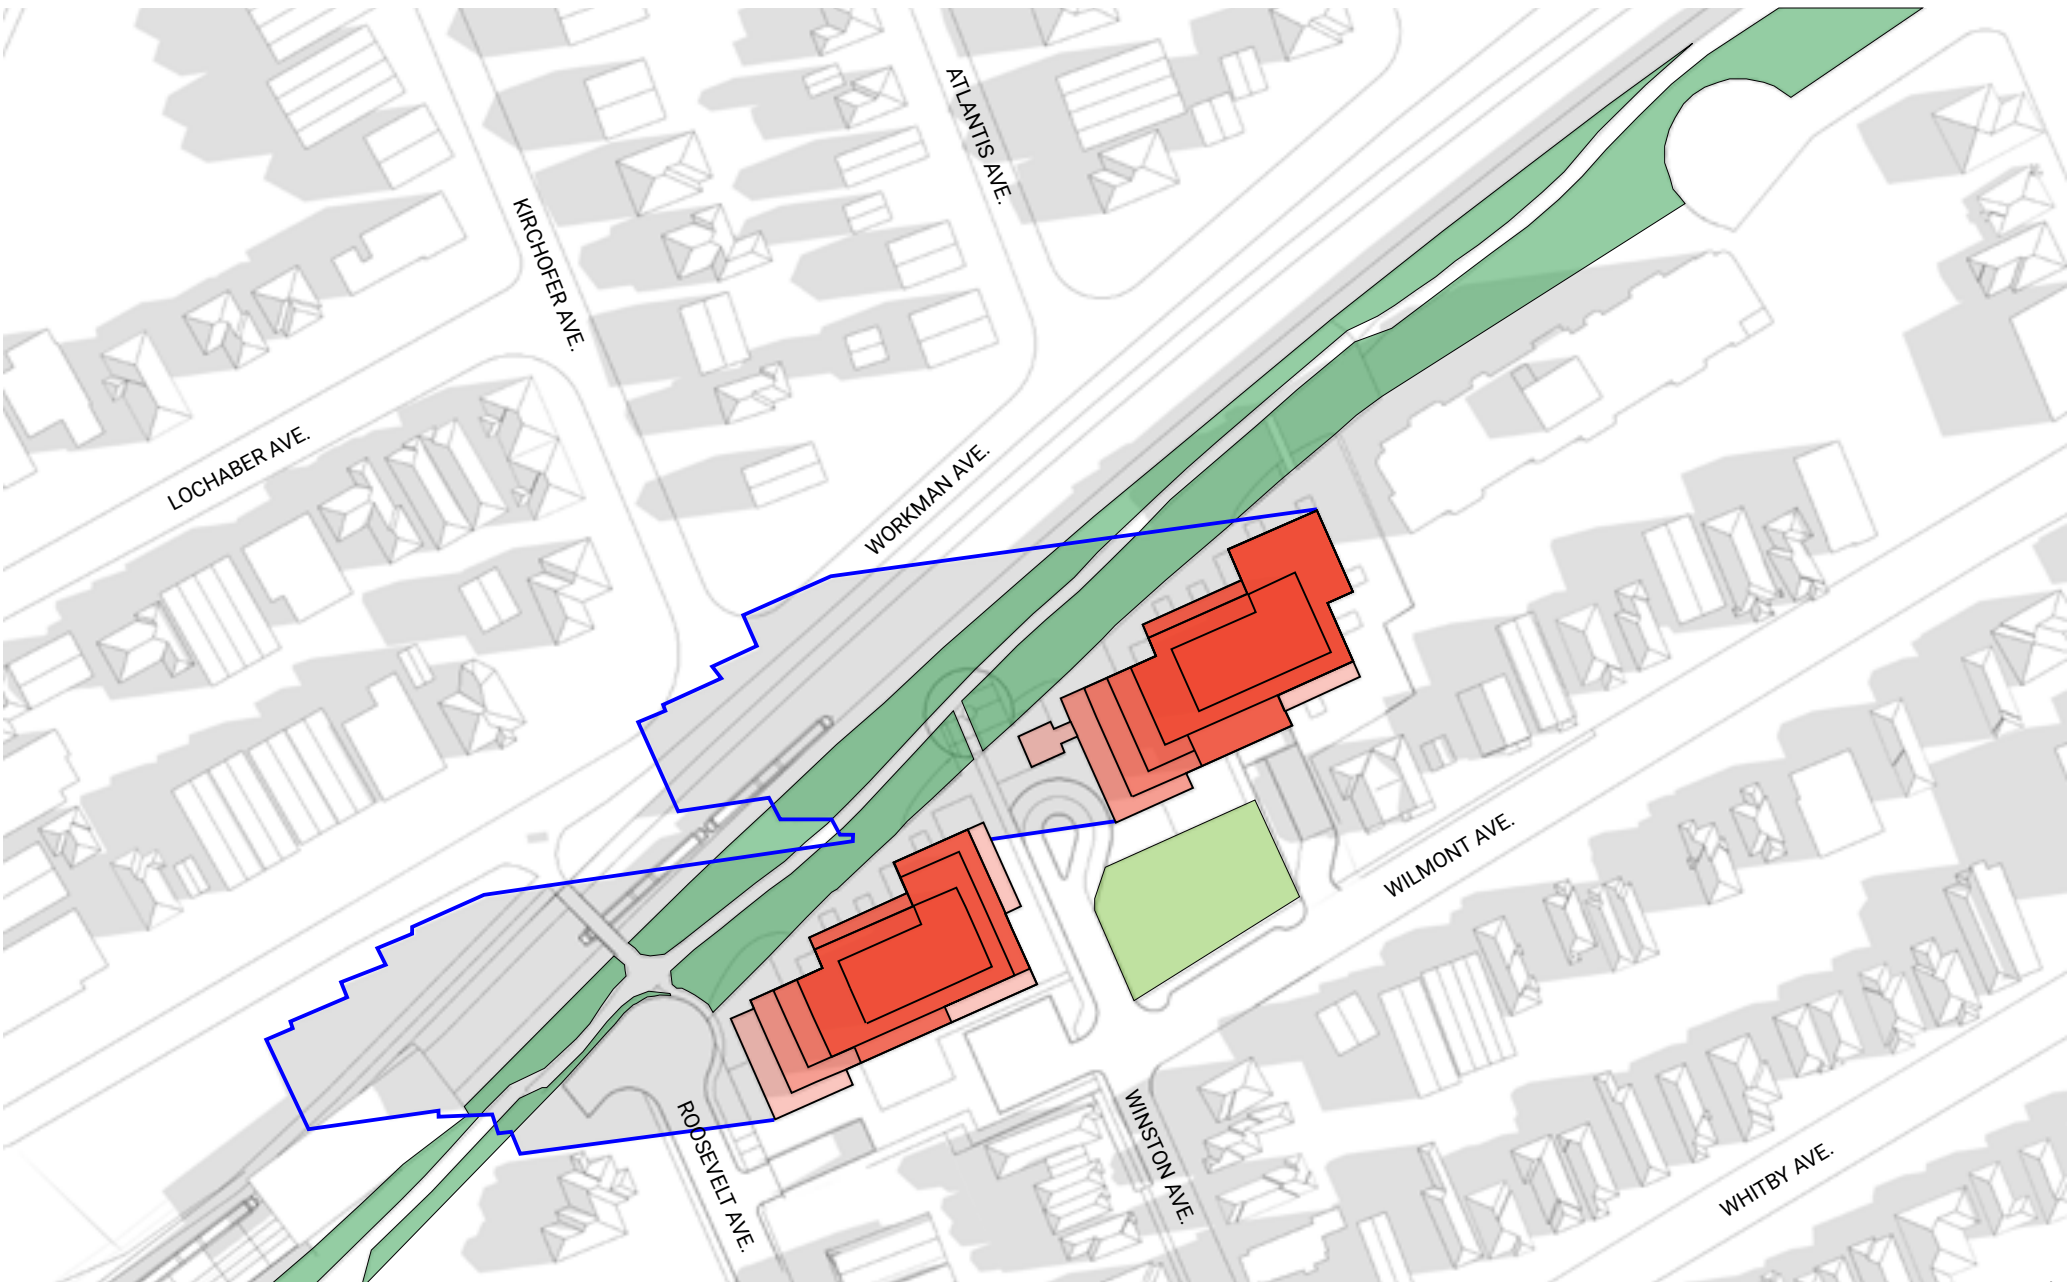 ATLANTIS AVE.
KIRCHOFER AVE.
LOCHABER AVE.
WORKMAN AVE.
WILMONT AVE.
ROOSEVELT AVE.
WINSTON AVE.
WHITBY AVE.